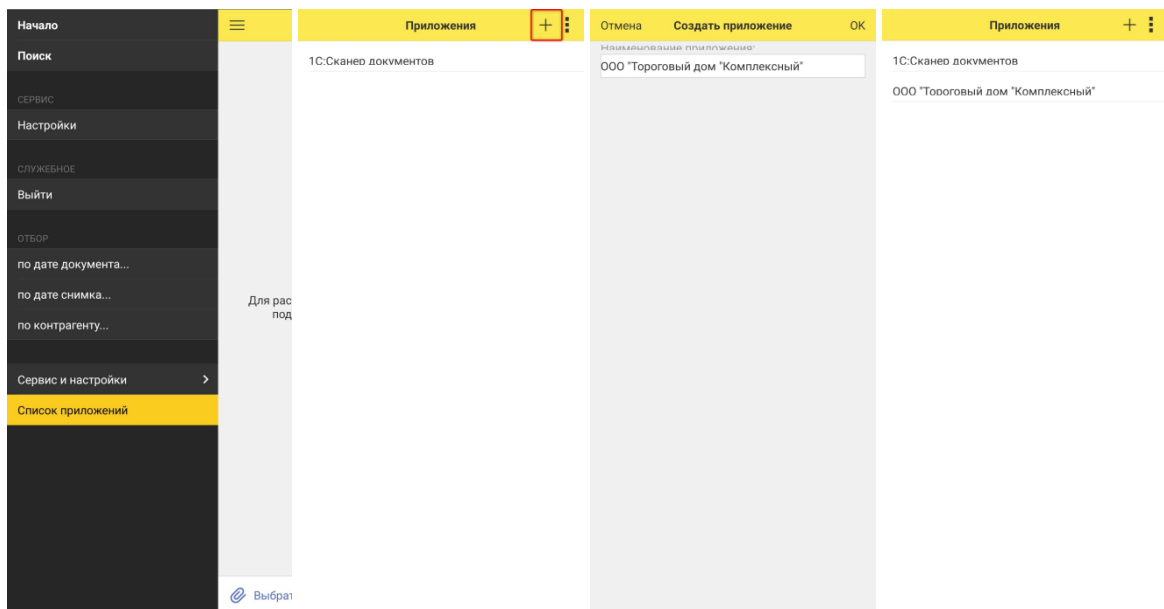 Начало
Поиск
СЕРВИС
Настройки
СЛУЖЕБНОЕ
Выйти
ОТБОР
по дате документа...
по дате снимка...
по контрагенту...
Сервис и настройки
Список приложений
Для рас
под
Выбрат
Приложения
1С:Сканер документов
Отмена Создать приложение OK
Наименование приложения:
ООО "Тороговый дом "Комплексный"
Приложения
1С:Сканер документов
ООО "Тороговый дом "Комплексный"